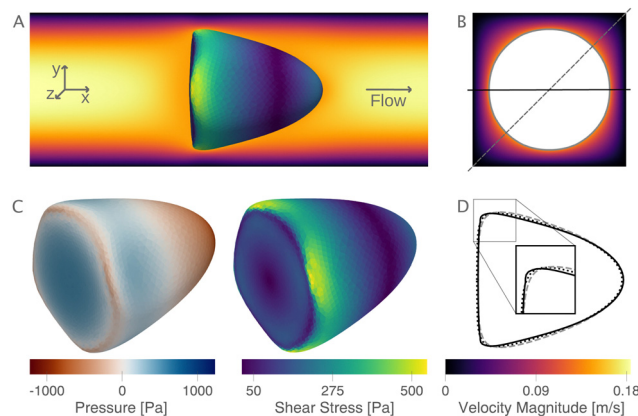 A
B
y
z
x
Flow
C
D
-1000
0
1000
Pressure [Pa]
50
275
500
Shear Stress [Pa]
0
0.09
0.18
Velocity Magnitude [m/s]